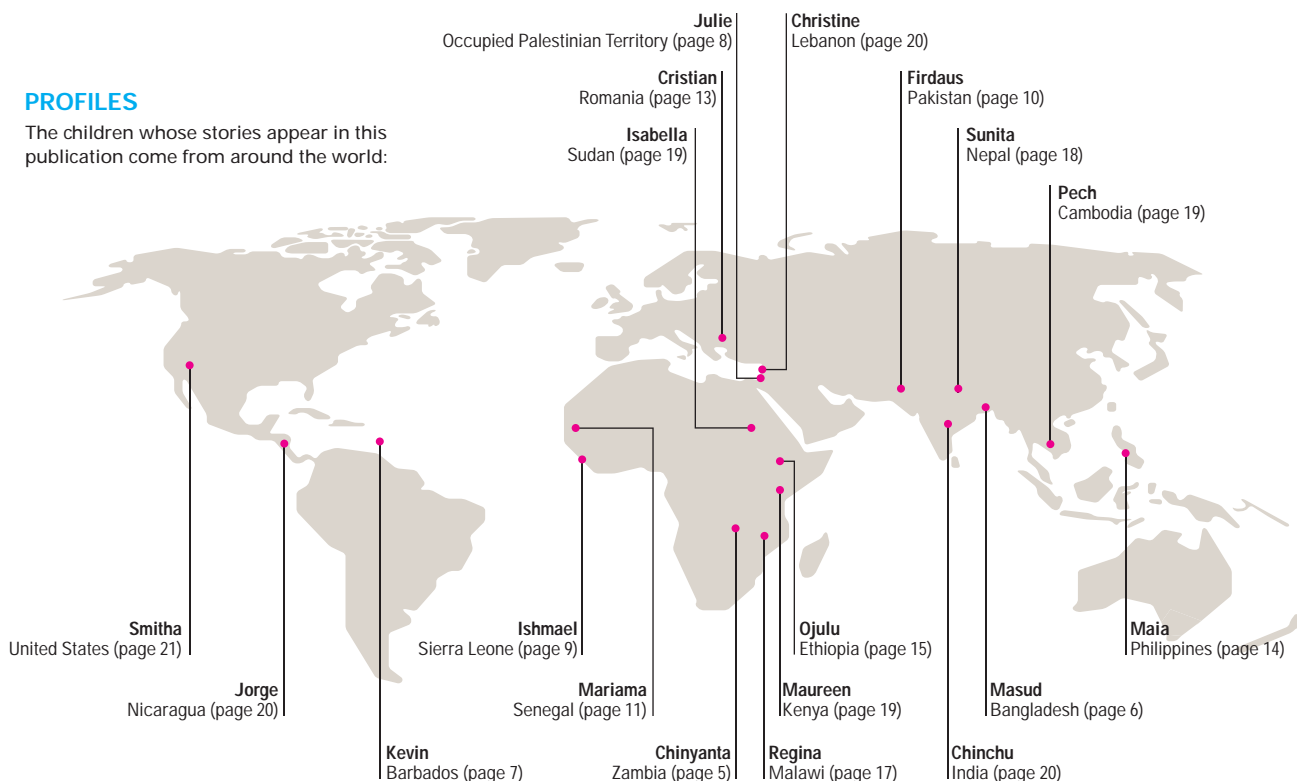 PROFILES
The children whose stories appear in this
publication come from around the world:
Julie
Occupied Palestinian Territory (page 8)
Christine
Lebanon (page 20)
Cristian
Romania (page 13)
Firdaus
Pakistan (page 10)
Isabella
Sudan (page 19)
Sunita
Nepal (page 18)
Pech
Cambodia (page 19)
Smitha
United States (page 21)
Ishmael
Sierra Leone (page 9)
Ojulu
Ethiopia (page 15)
Maia
Philippines (page 14)
Jorge
Nicaragua (page 20)
Mariama
Senegal (page 11)
Maureen
Kenya (page 19)
Masud
Bangladesh (page 6)
Kevin
Barbados (page 7)
Chinyanta
Zambia (page 5)
Regina
Malawi (page 17)
Chinchu
India (page 20)